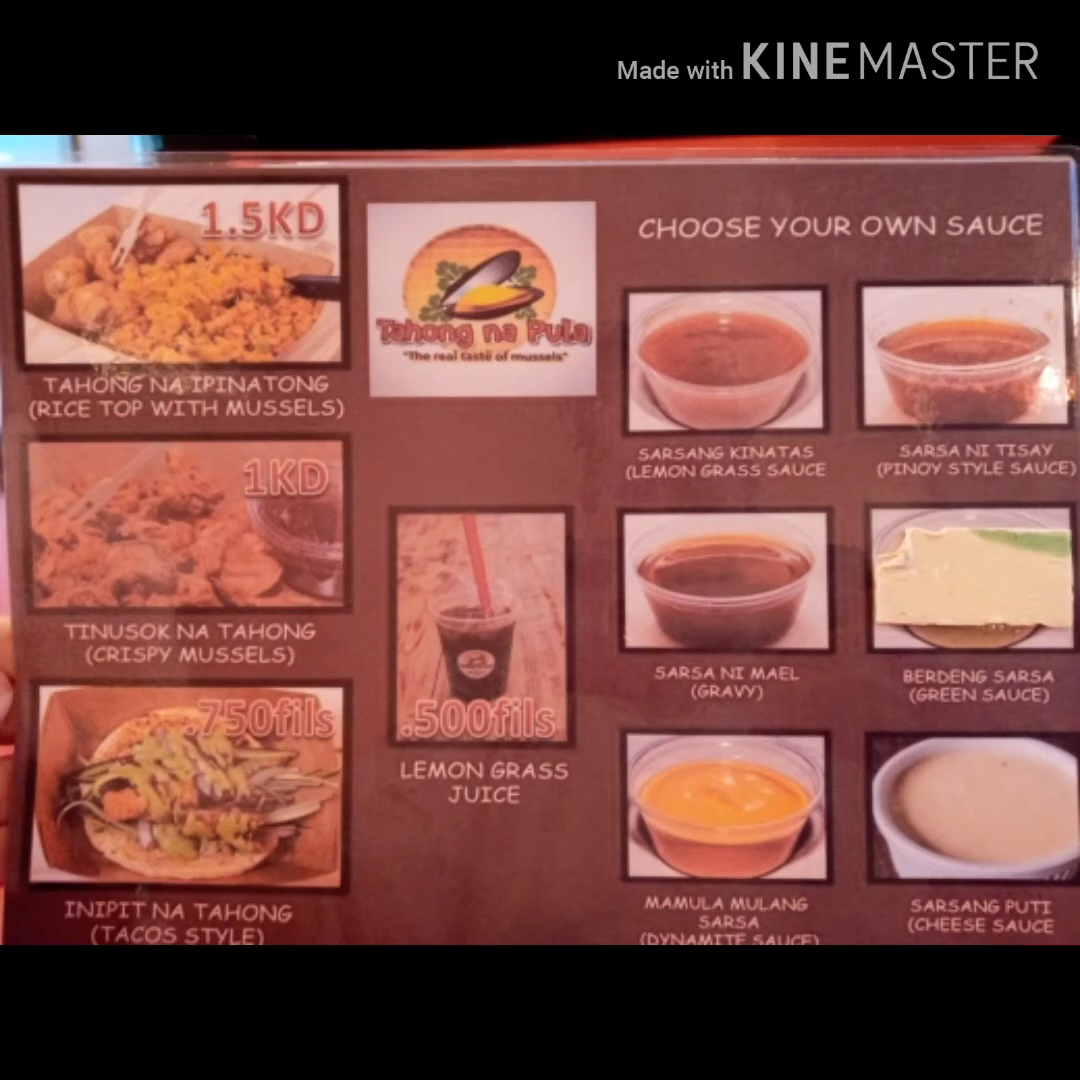 Made with KINEMASTER
1.5KD
TAHONG NA IPINATONG
(RICE TOP WITH MUSSELS)
1KD
TINUSOK NA TAHONG
(CRISPY MUSSELS)
.750fils
INIPIT NA TAHONG
(TACOS STYLE)
Tahong na Pula
"The real taste of mussels"
.500fils
LEMON GRASS
JUICE
CHOOSE YOUR OWN SAUCE
SARSANG KINATAS
(LEMON GRASS SAUCE
SARSA NI TISAY
(PINOY STYLE SAUCE)
SARSA NI MAEL
(GRAVY)
BERDENG SARSA
(GREEN SAUCE)
MAMULA MULANG
SARSA
(DYNAMITE SAUCE)
SARSANG PUTI
(CHEESE SAUCE